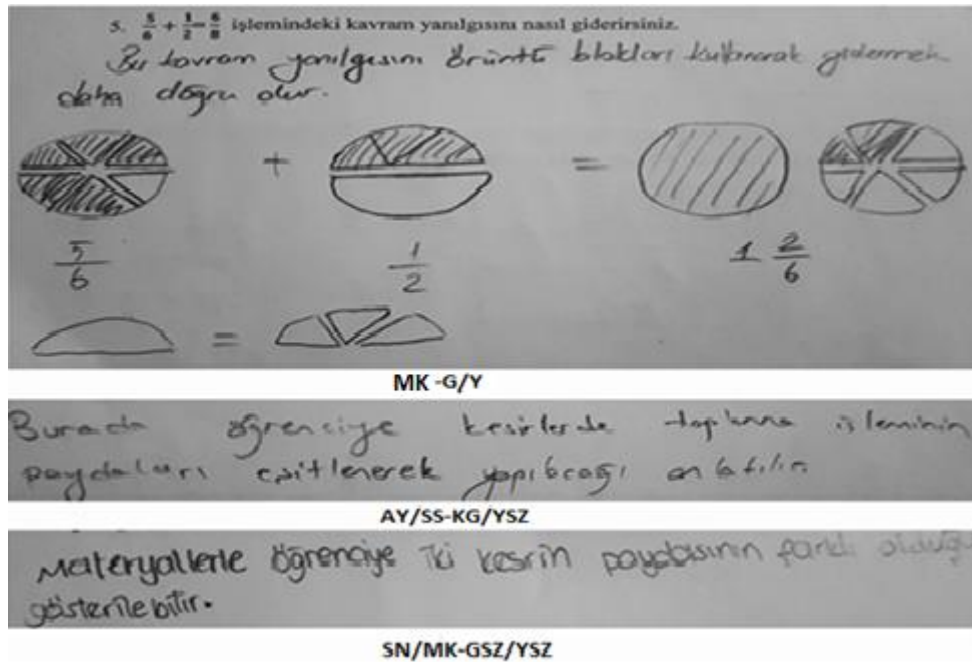 5. 5/6 + 1/2 = 6/8 işlemindeki kavram yanılgısını nasıl giderirsiniz.
Bu kavram yanılgısını örüntü blokları kullanarak gidermek
daha doğru olur.
+ =
5/6 1/2 1 2/6
=
MK -G/Y
Burada öğrenciye kesirlerde toplama işleminin
paydaları eşitlenerek yapılacağı anlatılır.
AY/SS-KG/YSZ
Materyallerle öğrenciye iki kesrin paydasının farklı olduğu
gösterilebilir.
SN/MK-GSZ/YSZ